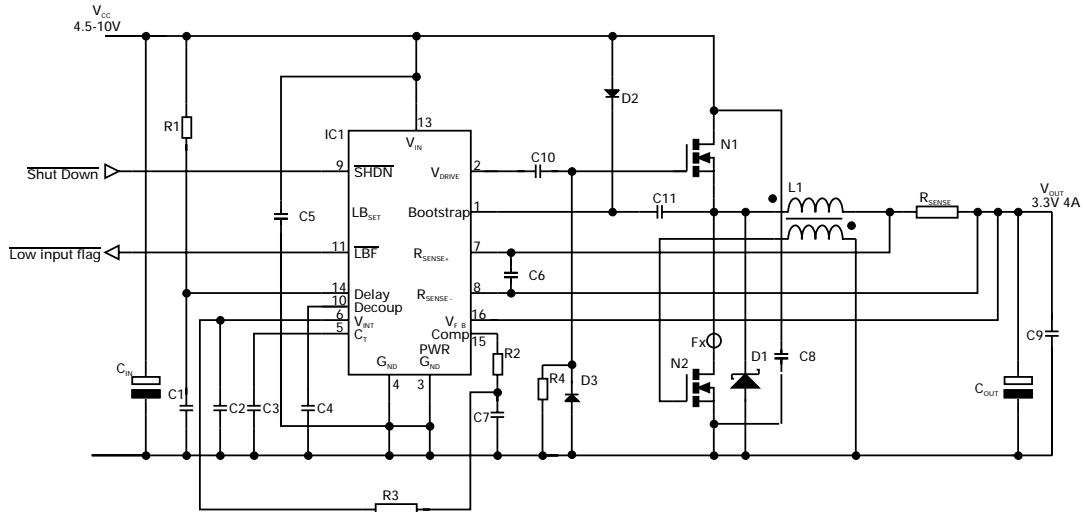 VCC
4.5-10V
D2
R1
IC1
13
VIN
N1
Shut Down
9
SHDN
VDRIVE
2
C10
L1
RSENSE
VOUT
3.3V 4A
C5
LBSET
Bootstrap
1
C11
Low input flag
11
LBF
RSENSE+
7
C6
14
Delay
RSENSE-
8
10
Decoup
6
VINT
VFB
16
5
CT
Comp
15
Fx
C9
PWR
GND
GND
R2
N2
D1
C8
CIN
4
3
R4
D3
COUT
C1
C2
C3
C4
C7
R3